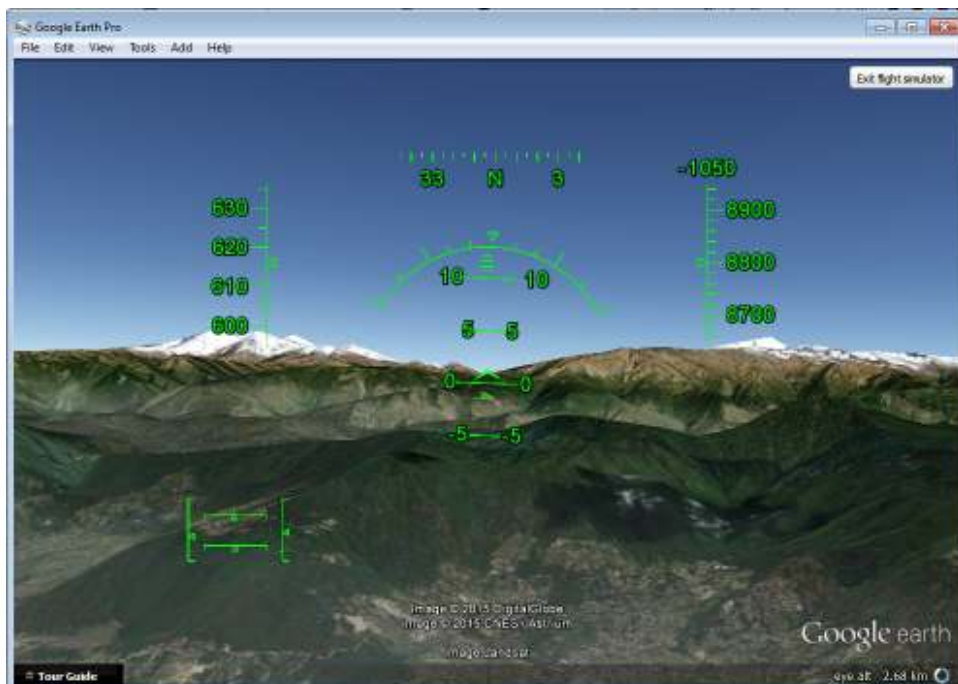 Google Earth Pro
File Edit View Tools Add Help
Exit flight simulator
33 N 3
-1050
630
620
610
600
8900
8800
8700
10 10
5 5
0 0
-5 -5
Image © 2015 DigitalGlobe
Image © 2015 CNES / Astrium
Image Landsat
Google earth
Tour Guide
eye alt 2.68 km